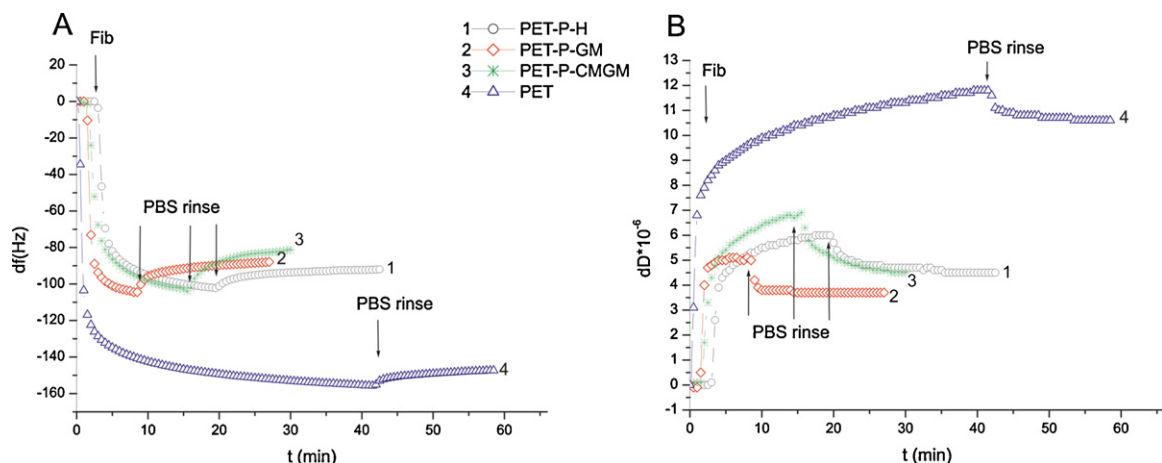 A
Fib
1 PET-P-H
2 PET-P-GM
3 PET-P-CMGM
4 PET
20
0
-20
-40
-60
-80
-100
-120
-140
-160
df(Hz)
PBS rinse
3
2
1
PBS rinse
4
0 10 20 30 40 50 60
t (min)
B
PBS rinse
Fib
13
12
11
10
9
8
7
6
5
4
3
2
1
0
-1
dD*10⁻⁶
4
1
3
2
PBS rinse
0 10 20 30 40 50 60
t (min)